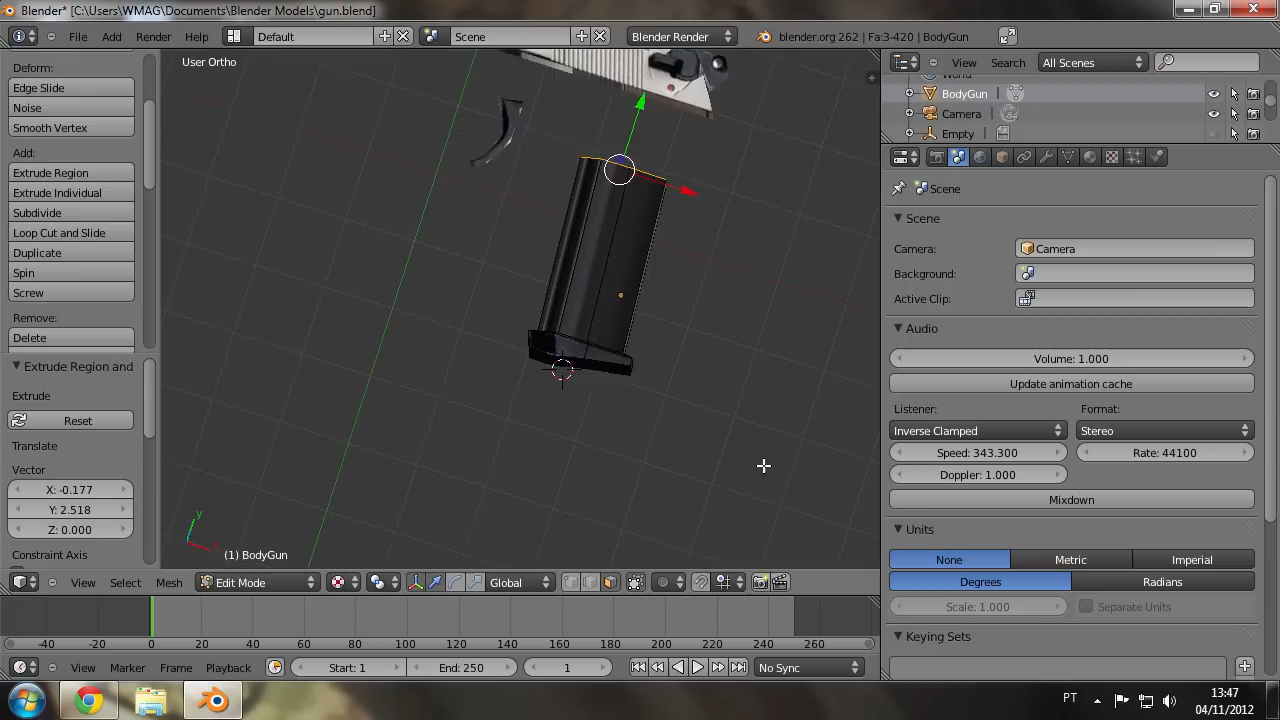 Blender* [C:\Users\WMAG\Documents\Blender Models\gun.blend]
File Add Render Help Default Scene Blender Render blender.org 262 | Fa:3-420 | BodyGun
Deform:
Edge Slide
Noise
Smooth Vertex
Add:
Extrude Region
Extrude Individual
Subdivide
Loop Cut and Slide
Duplicate
Spin
Screw
Remove:
Delete
Extrude Region and
Extrude
Reset
Translate
Vector
X: -0.177
Y: 2.518
Z: 0.000
Constraint Axis
User Ortho
y
x
(1) BodyGun
View Select Mesh Edit Mode Global
-40 -20 0 20 40 60 80 100 120 140 160 180 200 220 240 260
View Marker Frame Playback Start: 1 End: 250 1 No Sync
View Search All Scenes
World
BodyGun
Camera
Empty
Scene
Scene
Camera: Camera
Background:
Active Clip:
Audio
Volume: 1.000
Update animation cache
Listener: Format:
Inverse Clamped Stereo
Speed: 343.300 Rate: 44100
Doppler: 1.000
Mixdown
Units
None Metric Imperial
Degrees Radians
Scale: 1.000 Separate Units
Keying Sets
PT 13:47
04/11/2012